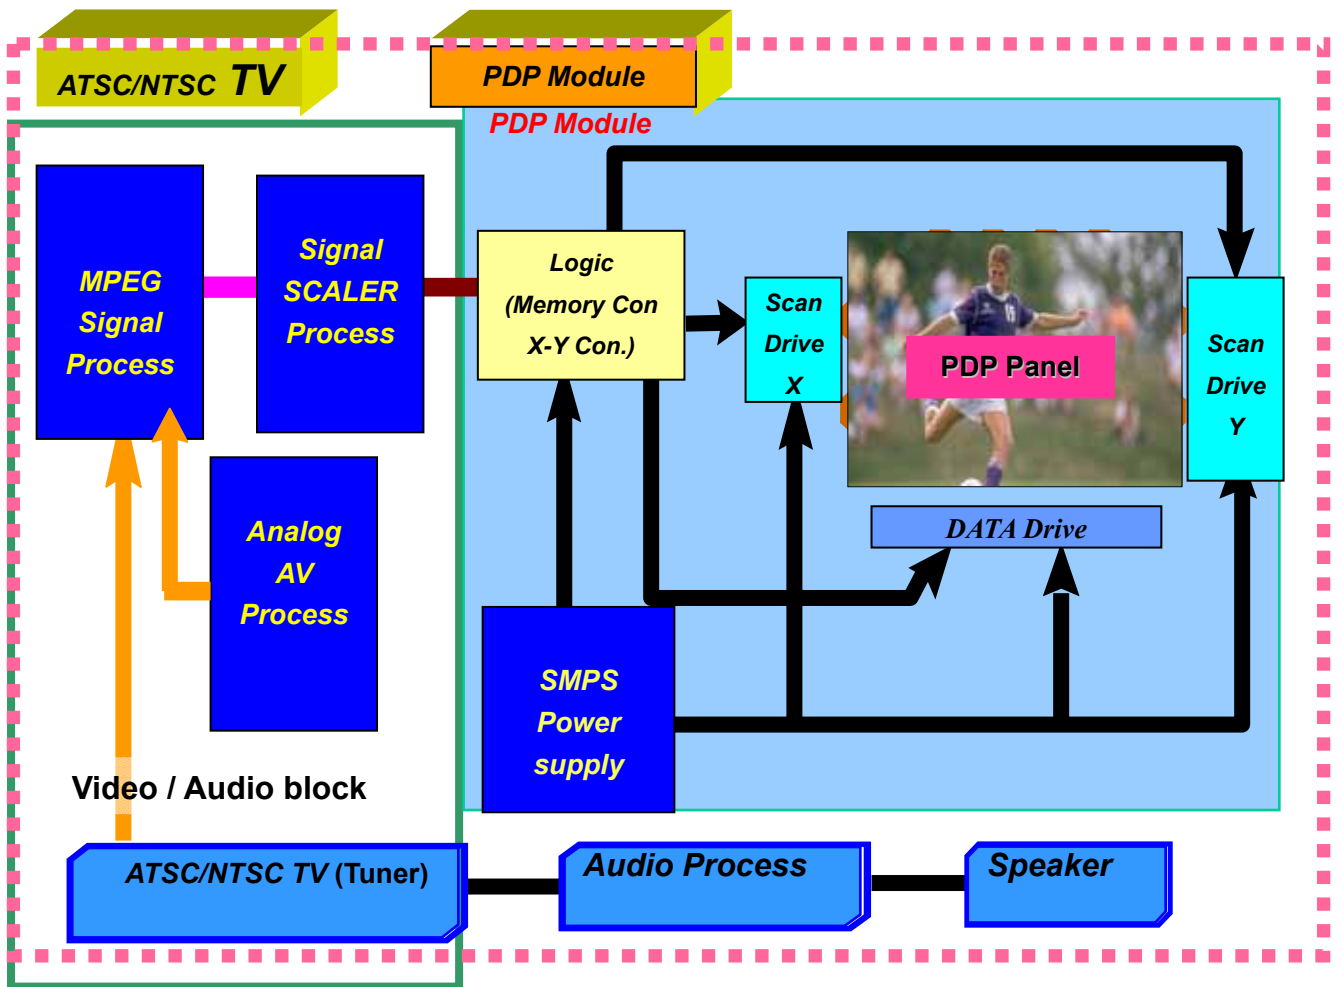 ATSC/NTSC TV
PDP Module
PDP Module
MPEG
Signal
Process
Signal
SCALER
Process
Logic
(Memory Con
X-Y Con.)
Scan
Drive
X
PDP Panel
Scan
Drive
Y
Analog
AV
Process
DATA Drive
SMPS
Power
supply
Video / Audio block
ATSC/NTSC TV (Tuner)
Audio Process
Speaker